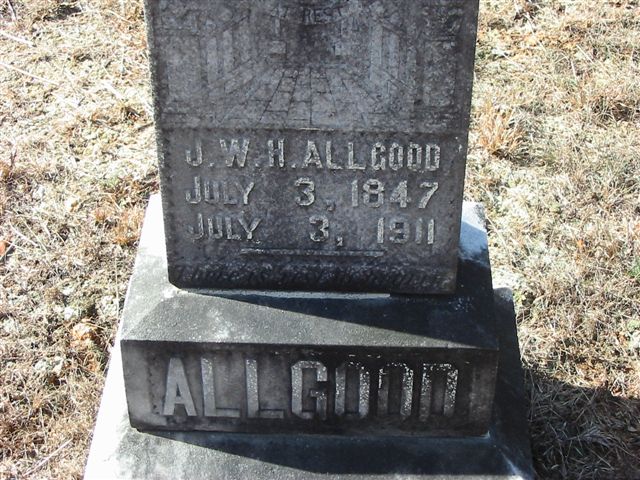 J. W. H. ALLGOOD
JULY 3, 1847
JULY 3, 1911
ALLGOOD